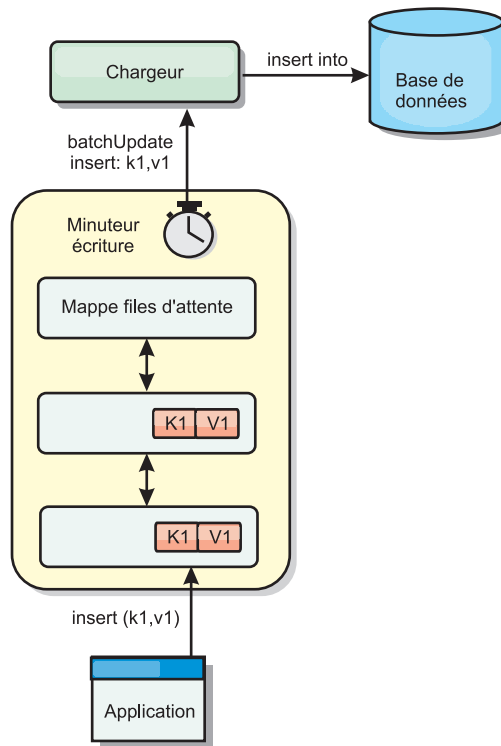 Chargeur
insert into
Base de
données
batchUpdate
insert: k1,v1
Minuteur
écriture
Mappe files d'attente
K1 V1
K1 V1
insert (k1,v1)
Application